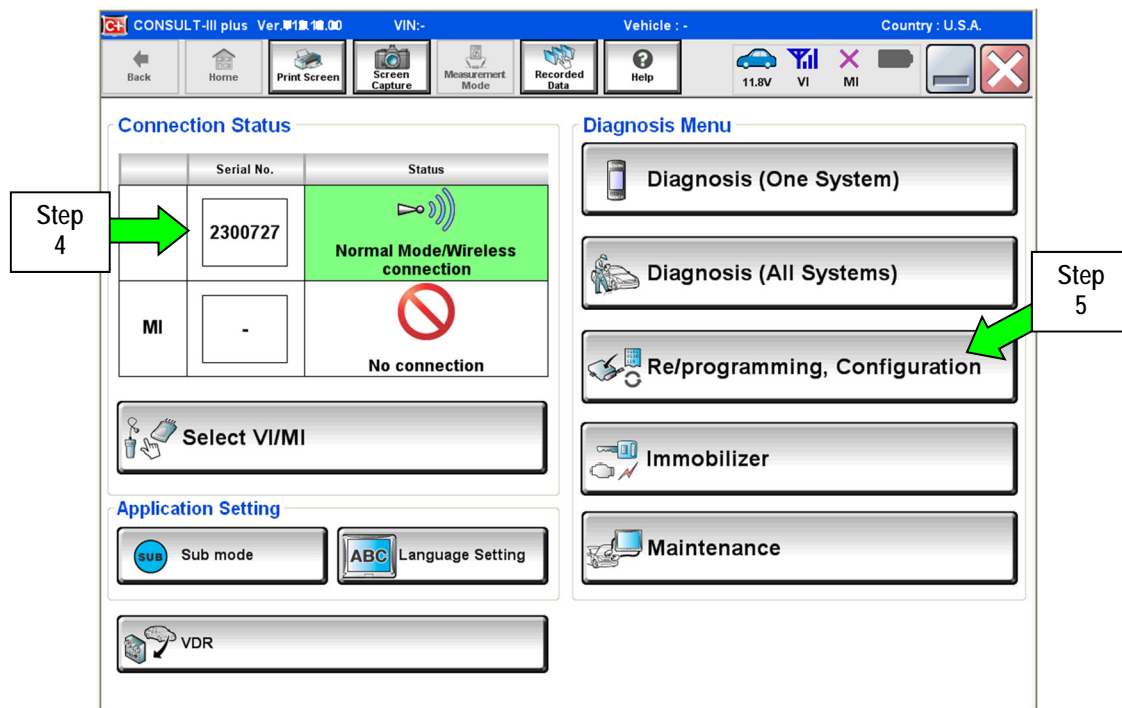 C+ CONSULT-III plus Ver. VIN:- Vehicle : - Country : U.S.A.
Back
Home
Print Screen
Screen
Capture
Measurement
Mode
Recorded
Data
Help
11.8V
VI
MI
Connection Status
Serial No.
Status
Step
4
2300727
Normal Mode/Wireless
connection
MI
-
No connection
Select VI/MI
Application Setting
SUB
Sub mode
ABC
Language Setting
VDR
Diagnosis Menu
Diagnosis (One System)
Diagnosis (All Systems)
Step
5
Re/programming, Configuration
Immobilizer
Maintenance